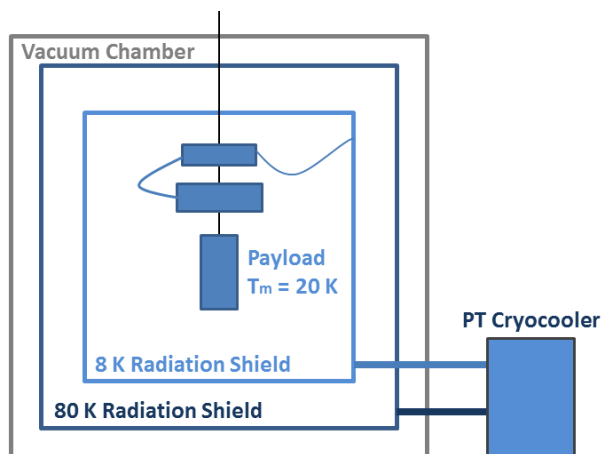 Vacuum Chamber
Payload
Tm = 20 K
PT Cryocooler
8 K Radiation Shield
80 K Radiation Shield